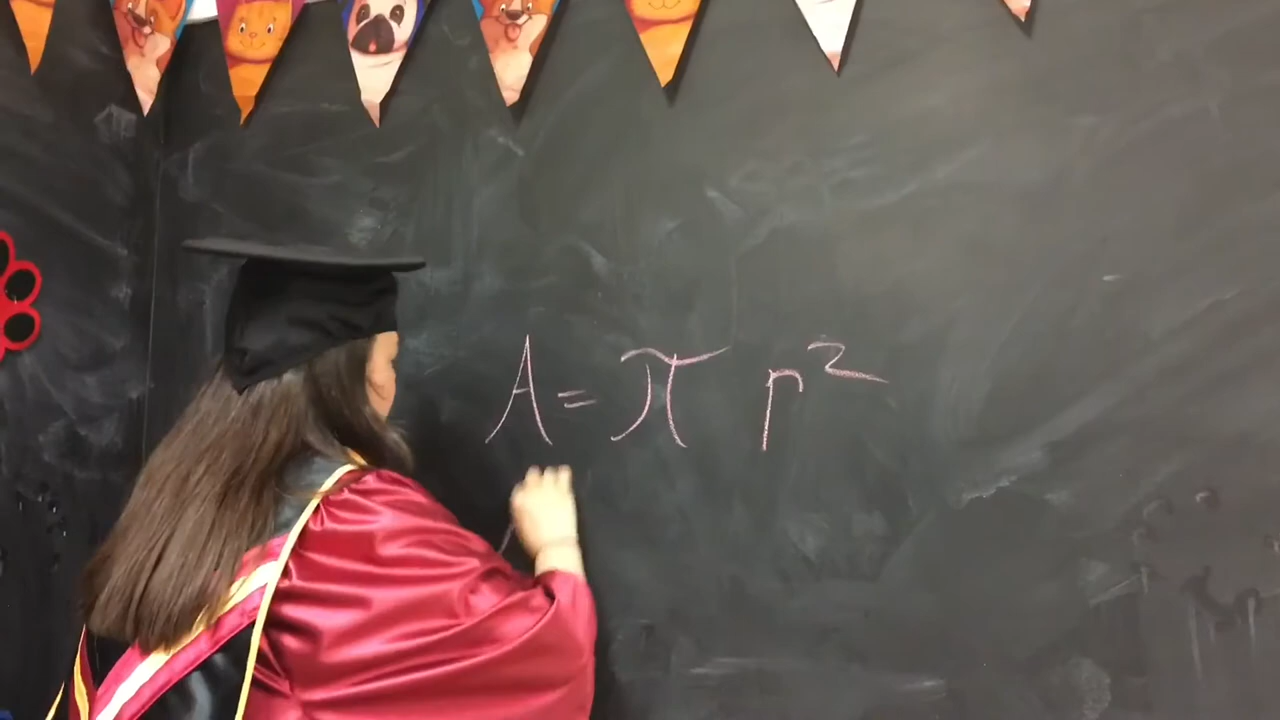 A = π r²